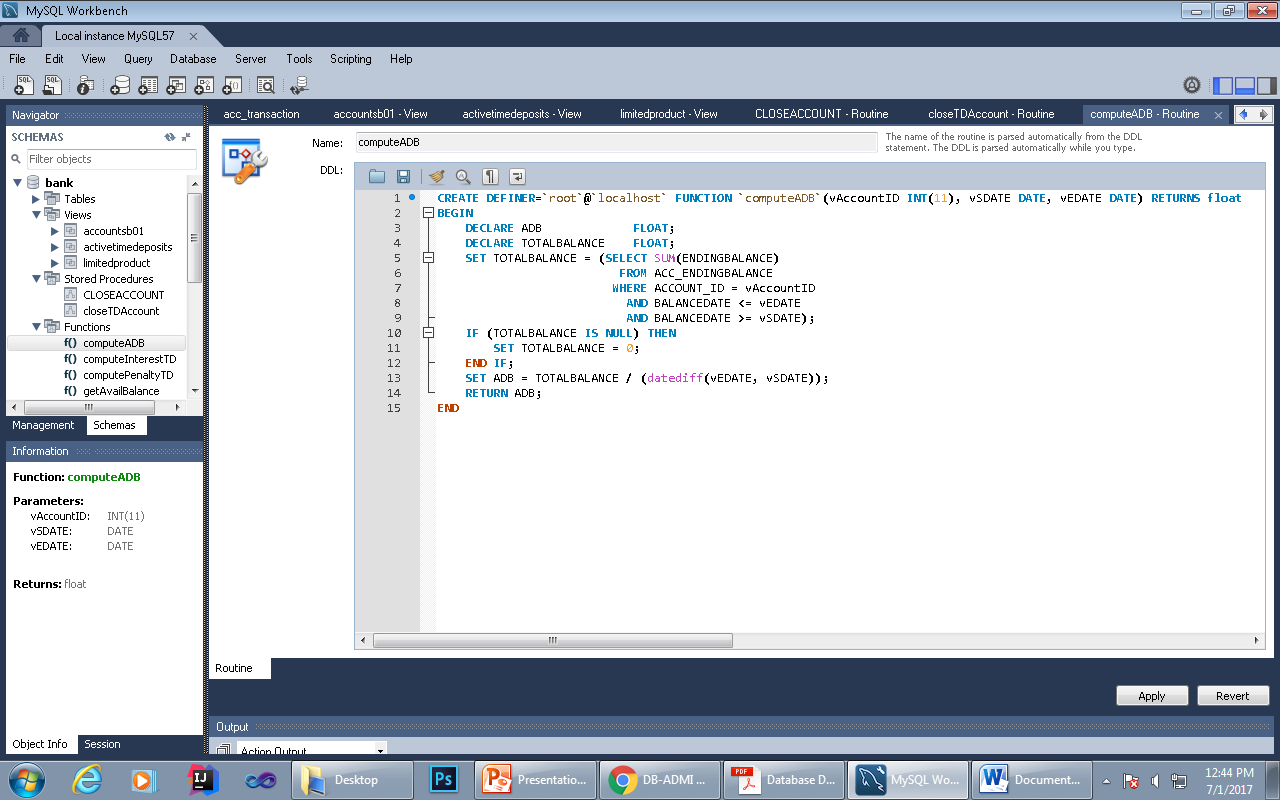 MySQL Workbench
Local instance MySQL57
File Edit View Query Database Server Tools Scripting Help
Navigator
SCHEMAS
Filter objects
bank
Tables
Views
accountsb01
activetimedeposits
limitedproduct
Stored Procedures
CLOSEACCOUNT
closeTDAccount
Functions
computeADB
computeInterestTD
computePenaltyTD
getAvailBalance
Management Schemas
Information
Function: computeADB
Parameters:
vAccountID: INT(11)
vSDATE: DATE
vEDATE: DATE
Returns: float
Object Info Session
acc_transaction accountsb01 - View activetimedeposits - View limitedproduct - View CLOSEACCOUNT - Routine closeTDAccount - Routine computeADB - Routine
Name: computeADB
The name of the routine is parsed automatically from the DDL
statement. The DDL is parsed automatically while you type.
DDL:
1 CREATE DEFINER=`root`@`localhost` FUNCTION `computeADB`(vAccountID INT(11), vSDATE DATE, vEDATE DATE) RETURNS float
2 BEGIN
3 DECLARE ADB FLOAT;
4 DECLARE TOTALBALANCE FLOAT;
5 SET TOTALBALANCE = (SELECT SUM(ENDINGBALANCE)
6 FROM ACC_ENDINGBALANCE
7 WHERE ACCOUNT_ID = vAccountID
8 AND BALANCEDATE <= vEDATE
9 AND BALANCEDATE >= vSDATE);
10 IF (TOTALBALANCE IS NULL) THEN
11 SET TOTALBALANCE = 0;
12 END IF;
13 SET ADB = TOTALBALANCE / (datediff(vEDATE, vSDATE));
14 RETURN ADB;
15 END
Routine
Apply Revert
Output
Action Output
Desktop Ps Presentatio... DB-ADMI ... Database D... MySQL Wo... Document...
12:44 PM
7/1/2017